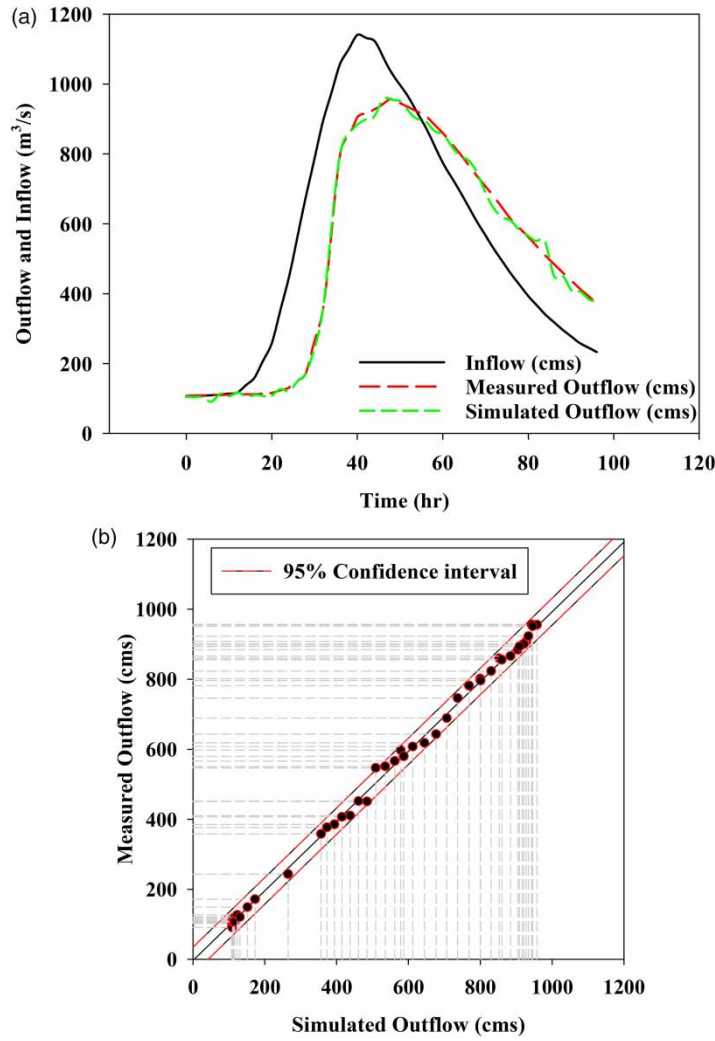 (a)
1200
1000
800
600
400
200
0
Outflow and Inflow (m³/s)
Inflow (cms)
Measured Outflow (cms)
Simulated Outflow (cms)
0 20 40 60 80 100 120
Time (hr)
(b)
1200
1000
800
600
400
200
0
Measured Outflow (cms)
95% Confidence interval
0 200 400 600 800 1000 1200
Simulated Outflow (cms)